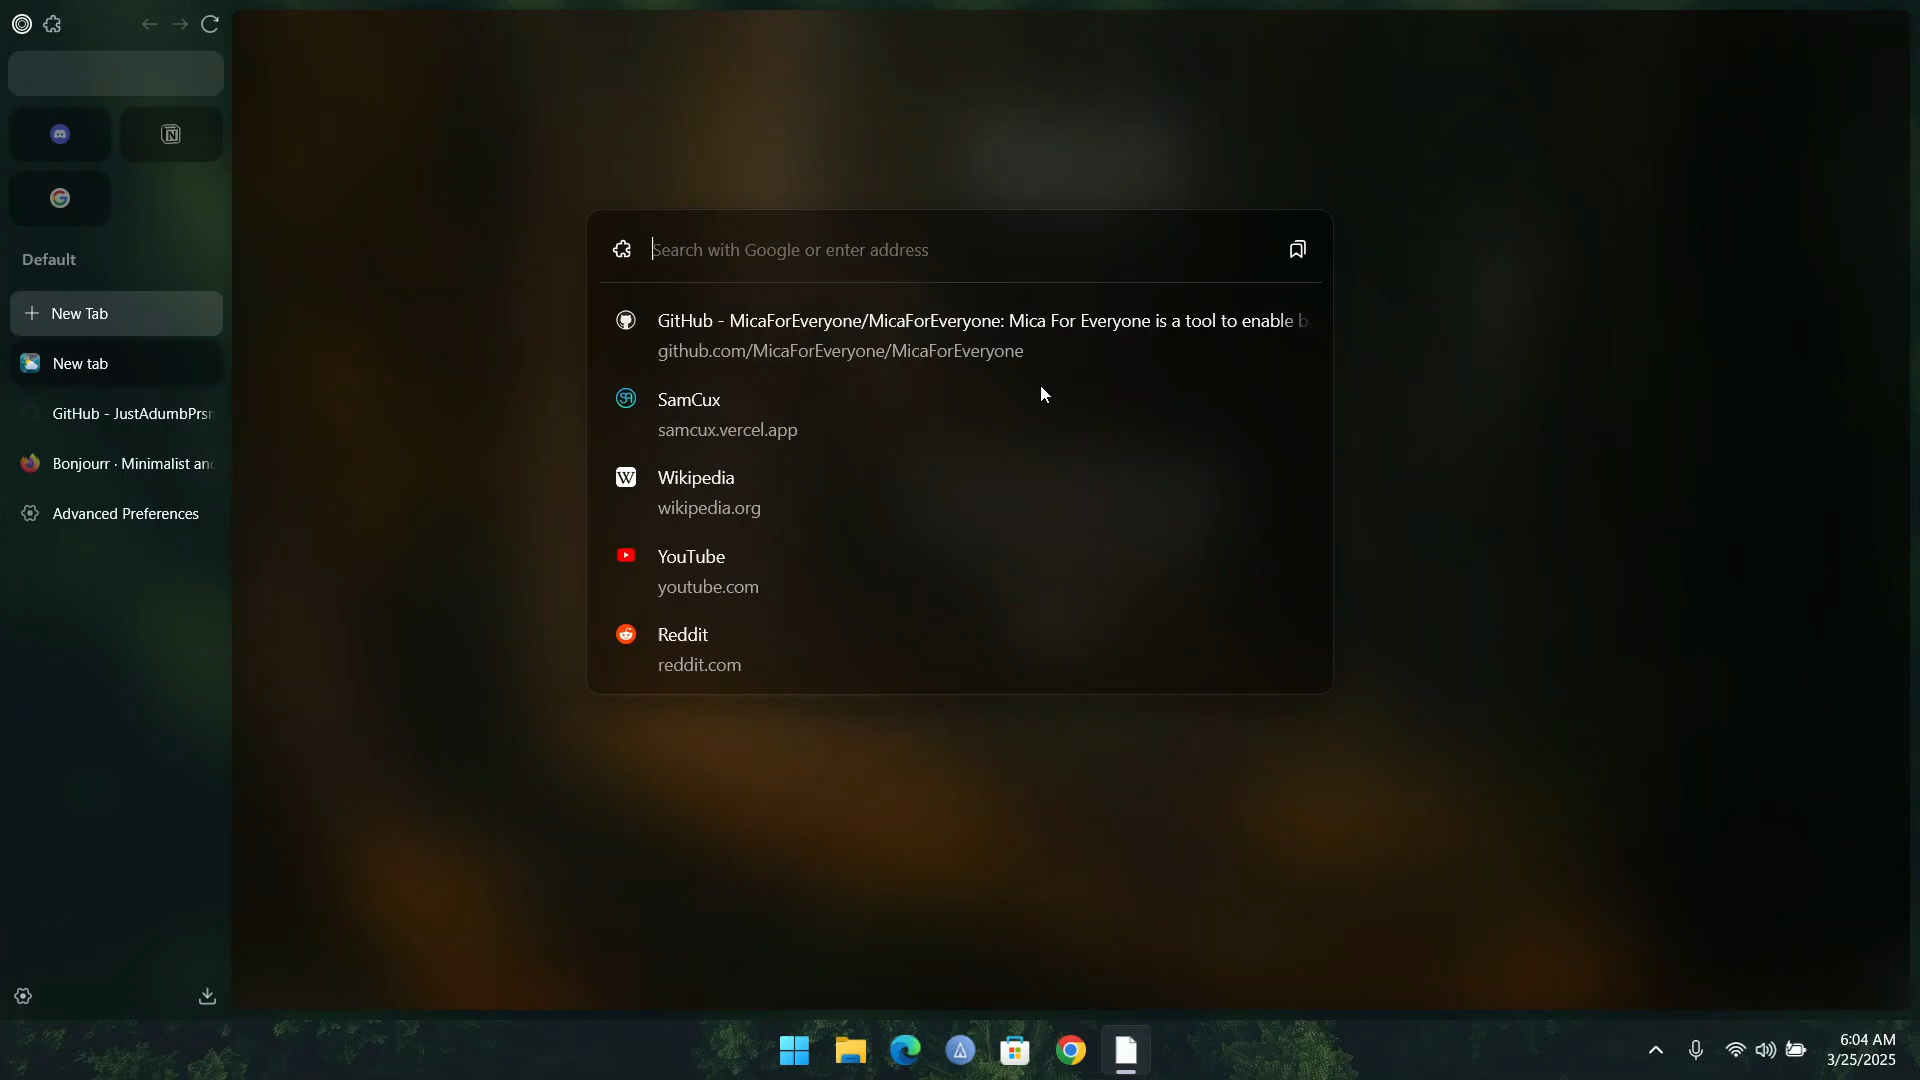 Default
New Tab
New tab
GitHub - JustAdumbPrsn
Bonjourr · Minimalist and
Advanced Preferences
Search with Google or enter address
GitHub - MicaForEveryone/MicaForEveryone: Mica For Everyone is a tool to enable b
github.com/MicaForEveryone/MicaForEveryone
SamCux
samcux.vercel.app
W Wikipedia
wikipedia.org
YouTube
youtube.com
Reddit
reddit.com
6:04 AM
3/25/2025